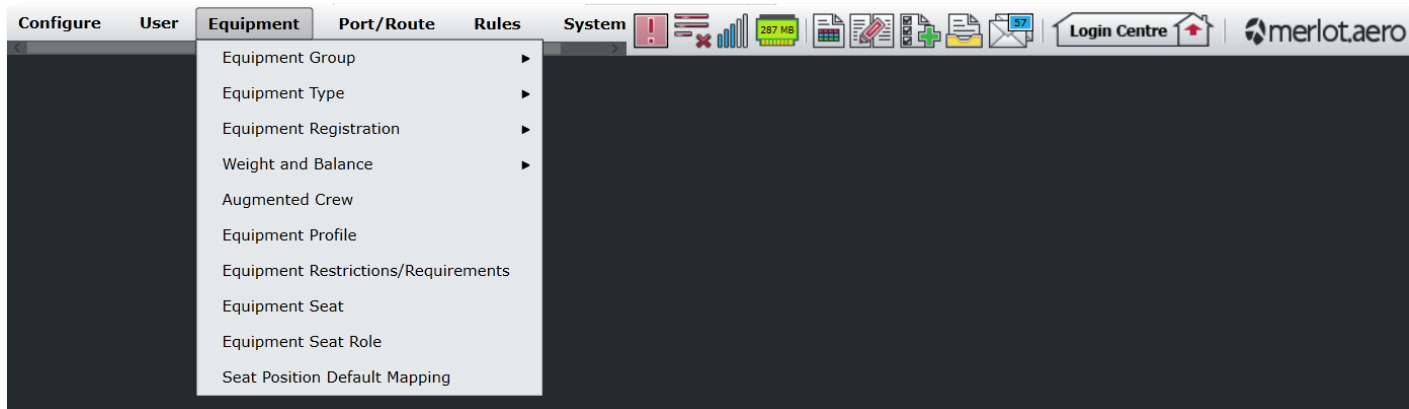 Configure User Equipment Port/Route Rules System 287 MB 57 Login Centre merlot.aero
Equipment Group
Equipment Type
Equipment Registration
Weight and Balance
Augmented Crew
Equipment Profile
Equipment Restrictions/Requirements
Equipment Seat
Equipment Seat Role
Seat Position Default Mapping